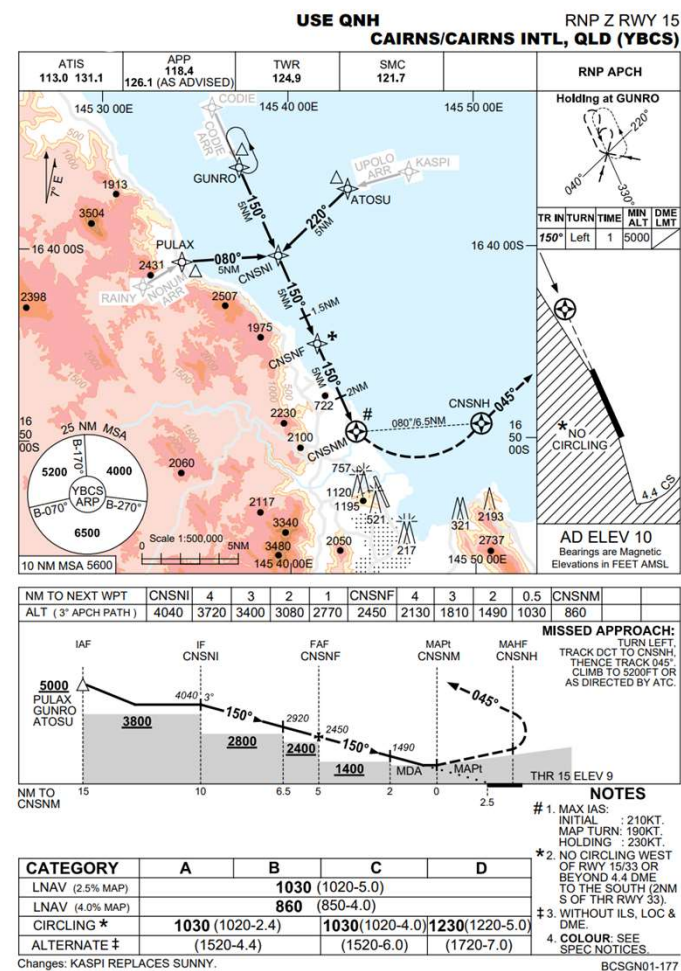 USE QNH
RNP Z RWY 15
CAIRNS/CAIRNS INTL, QLD (YBCS)
ATIS
113.0 131.1
APP
118.4
126.1 (AS ADVISED)
TWR
124.9
SMC
121.7
RNP APCH
145 30 00E
145 40 00E
145 50 00E
CODIE
CODIE ARR
GUNRO
UPOLO ARR
KASPI
ATOSU
7° E
500
1000
1913
3504
150°
5NM
220°
5NM
16 40 00S
16 40 00S
PULAX
080°
5NM
CNSNI
2431
RAINY
NONUM ARR
2398
2507
150°
5NM
1.5NM
1975
CNSNF
150°
5NM
2NM
722
#
CNSNH
045°
080°/6.5NM
16 50 00S
16 50 00S
2230
2100
CNSNM
25 NM MSA
B-170°
5200
4000
YBCS ARP
B-070°
B-270°
6500
10 NM MSA 5600
2060
2117
3340
3480
757
1120
1195
521
217
2050
321
2193
2737
Scale 1:500,000
0
5NM
145 40 00E
145 50 00E
Holding at GUNRO
220°
040°
330°
TR IN TURN TIME MIN ALT DME LMT
150° Left 1 5000
* NO CIRCLING
4.4 CS
AD ELEV 10
Bearings are Magnetic
Elevations in FEET AMSL
NM TO NEXT WPT CNSNI 4 3 2 1 CNSNF 4 3 2 0.5 CNSNM
ALT (3° APCH PATH) 4040 3720 3400 3080 2770 2450 2130 1810 1490 1030 860
MISSED APPROACH:
TURN LEFT,
TRACK DCT TO CNSNH,
THENCE TRACK 045°.
CLIMB TO 5200FT OR
AS DIRECTED BY ATC.
IAF
IF
CNSNI
FAF
CNSNF
MAPt
CNSNM
MAHF
CNSNH
5000
PULAX
GUNRO
ATOSU
4040
3°
150°
2920
2450
150°
1490
045°
3800
2800
2400
1400
MDA
MAPt
THR 15 ELEV 9
NM TO
CNSNM
15 10 6.5 5 2 0 2.5
NOTES
# 1. MAX IAS:
INITIAL : 210KT.
MAP TURN: 190KT.
HOLDING : 230KT.
* 2. NO CIRCLING WEST
OF RWY 15/33 OR
BEYOND 4.4 DME
TO THE SOUTH (2NM
S OF THR RWY 33).
‡ 3. WITHOUT ILS, LOC &
DME.
4. COLOUR: SEE
SPEC NOTICES.
CATEGORY A B C D
LNAV (2.5% MAP) 1030 (1020-5.0)
LNAV (4.0% MAP) 860 (850-4.0)
CIRCLING * 1030 (1020-2.4) 1030 (1020-4.0) 1230 (1220-5.0)
ALTERNATE ‡ (1520-4.4) (1520-6.0) (1720-7.0)
Changes: KASPI REPLACES SUNNY.
BCSGN01-177